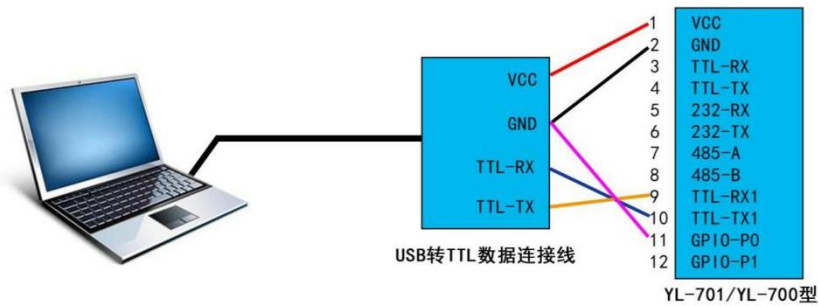 VCC
GND
TTL-RX
TTL-TX
USB转TTL数据连接线
1 VCC
2 GND
3 TTL-RX
4 TTL-TX
5 232-RX
6 232-TX
7 485-A
8 485-B
9 TTL-RX1
10 TTL-TX1
11 GPIO-P0
12 GPIO-P1
YL-701/YL-700型